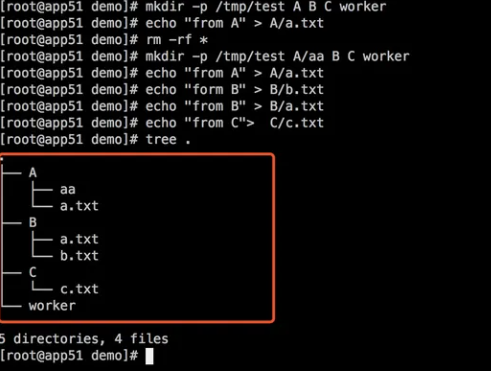 [root@app51 demo]# mkdir -p /tmp/test A B C worker
[root@app51 demo]# echo "from A" > A/a.txt
[root@app51 demo]# rm -rf *
[root@app51 demo]# mkdir -p /tmp/test A/aa B C worker
[root@app51 demo]# echo "from A" > A/a.txt
[root@app51 demo]# echo "form B" > B/b.txt
[root@app51 demo]# echo "from B" > B/a.txt
[root@app51 demo]# echo "from C">  C/c.txt
[root@app51 demo]# tree .
.
├── A
│   ├── aa
│   └── a.txt
├── B
│   ├── a.txt
│   └── b.txt
├── C
│   └── c.txt
└── worker
5 directories, 4 files
[root@app51 demo]#